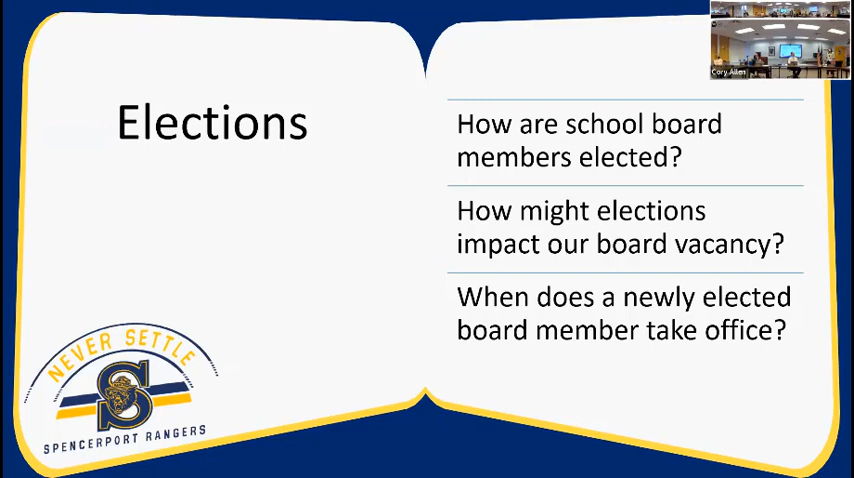 Cory Allen
Elections
How are school board
members elected?
How might elections
impact our board vacancy?
When does a newly elected
board member take office?
NEVER SETTLE
S
SPENCERPORT RANGERS